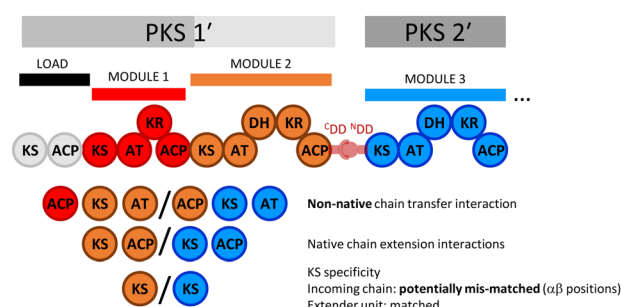 PKS 1′ PKS 2′
LOAD MODULE 1 MODULE 2 MODULE 3 ...
KR DH KR DH KR
KS ACP KS AT ACP KS AT ACP CDD NDD KS AT ACP
ACP KS AT / ACP KS AT Non-native chain transfer interaction
KS ACP / KS ACP Native chain extension interactions
KS / KS KS specificity
Incoming chain: potentially mis-matched (αβ positions)
Extender unit: matched